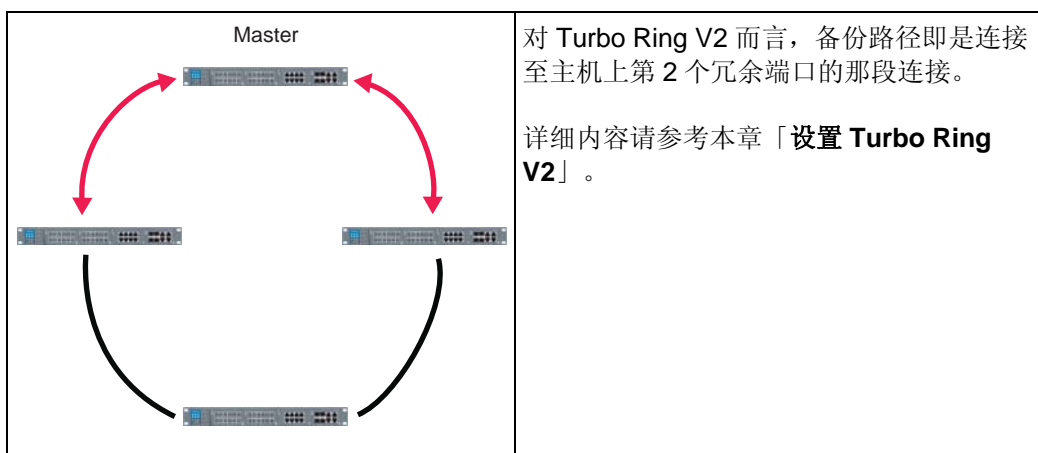 Master
对 Turbo Ring V2 而言，备份路径即是连接
至主机上第 2 个冗余端口的那段连接。
详细内容请参考本章「设置 Turbo Ring
V2」。